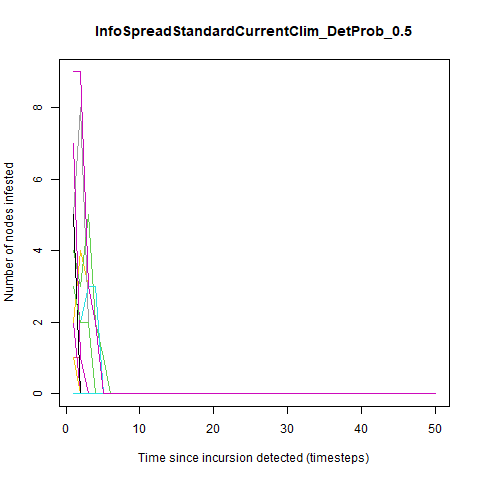 InfoSpreadStandardCurrentClim_DetProb_0.5
Number of nodes infested
8
6
4
2
0
0 10 20 30 40 50
Time since incursion detected (timesteps)